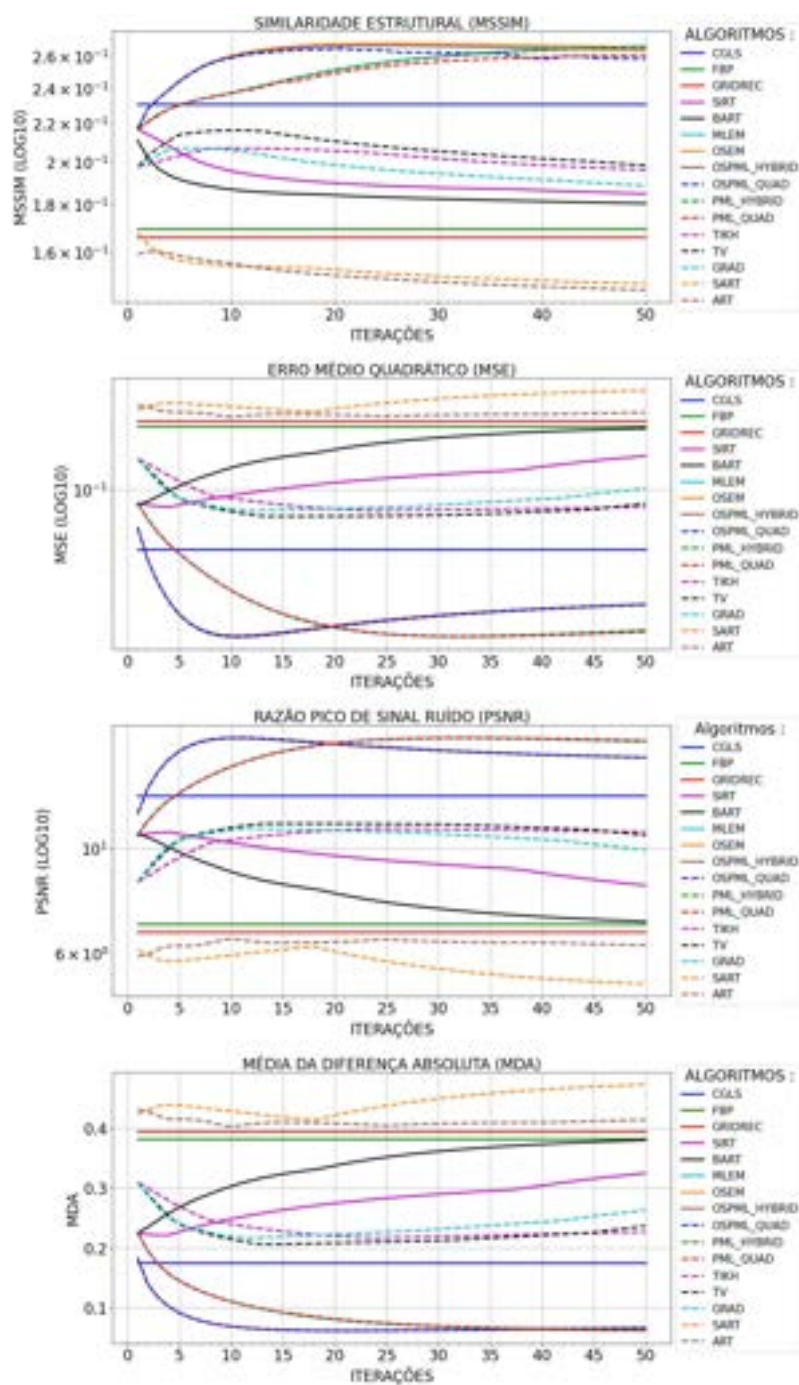 SIMILARIDADE ESTRUTURAL (MSSIM)
MSSIM (LOG10)
2.6 × 10⁻¹
2.4 × 10⁻¹
2.2 × 10⁻¹
2 × 10⁻¹
1.8 × 10⁻¹
1.6 × 10⁻¹
0 5 10 15 20 25 30 35 40 45 50
ITERAÇÕES
ALGORITMOS :
CGLS
FBP
GRIDREC
SIRT
BART
MLEM
OSEM
OSPML_HYBRID
OSPML_QUAD
PML_HYBRID
PML_QUAD
TIKH
TV
GRAD
SART
ART
ERRO MÉDIO QUADRÁTICO (MSE)
MSE (LOG10)
10⁻¹
0 5 10 15 20 25 30 35 40 45 50
ITERAÇÕES
ALGORITMOS :
CGLS
FBP
GRIDREC
SIRT
BART
MLEM
OSEM
OSPML_HYBRID
OSPML_QUAD
PML_HYBRID
PML_QUAD
TIKH
TV
GRAD
SART
ART
RAZÃO PICO DE SINAL RUÍDO (PSNR)
PSNR (LOG10)
10¹
6 × 10⁰
0 5 10 15 20 25 30 35 40 45 50
ITERAÇÕES
Algoritmos :
CGLS
FBP
GRIDREC
SIRT
BART
MLEM
OSEM
OSPML_HYBRID
OSPML_QUAD
PML_HYBRID
PML_QUAD
TIKH
TV
GRAD
SART
ART
MÉDIA DA DIFERENÇA ABSOLUTA (MDA)
MDA
0.4
0.3
0.2
0.1
0 5 10 15 20 25 30 35 40 45 50
ITERAÇÕES
ALGORITMOS :
CGLS
FBP
GRIDREC
SIRT
BART
MLEM
OSEM
OSPML_HYBRID
OSPML_QUAD
PML_HYBRID
PML_QUAD
TIKH
TV
GRAD
SART
ART